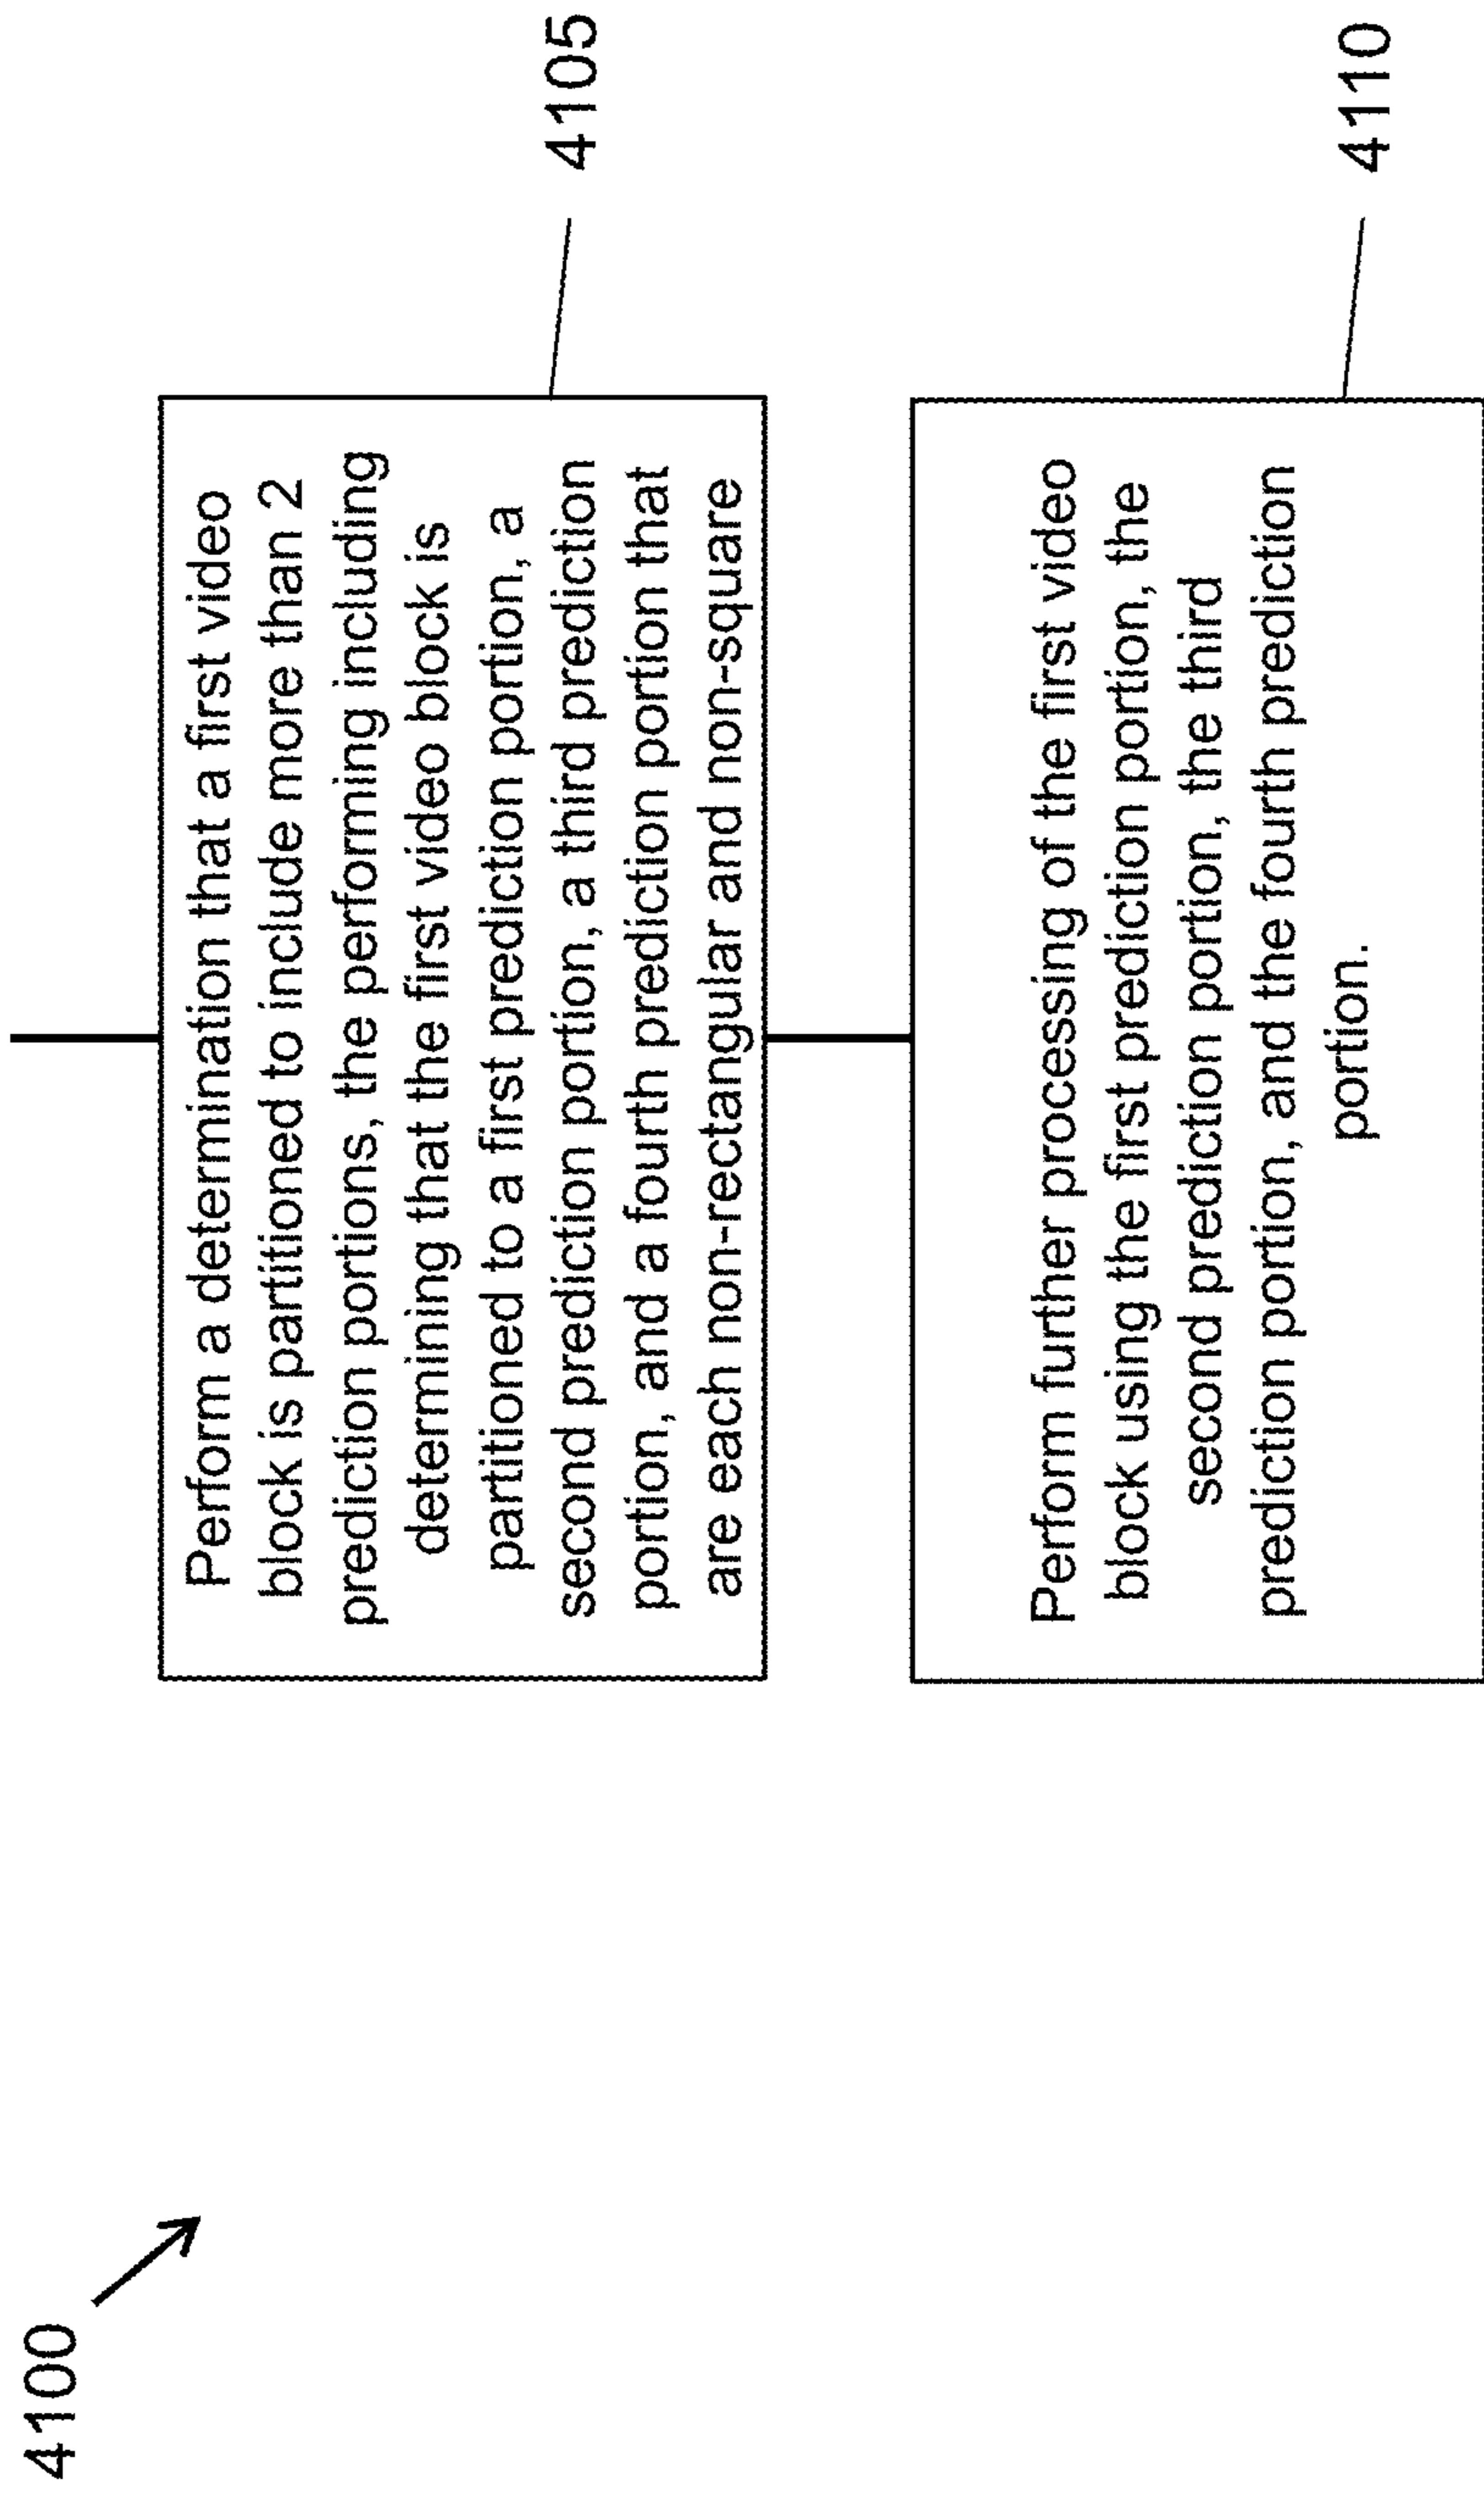 4100
Perform a determination that a first video
block is partitioned to include more than 2
prediction portions, the performing including
determining that the first video block is
partitioned to a first prediction portion, a
second prediction portion, a third prediction
portion, and a fourth prediction portion that
are each non-rectangular and non-square
4105
Perform further processing of the first video
block using the first prediction portion, the
second prediction portion, the third
prediction portion, and the fourth prediction
portion.
4110